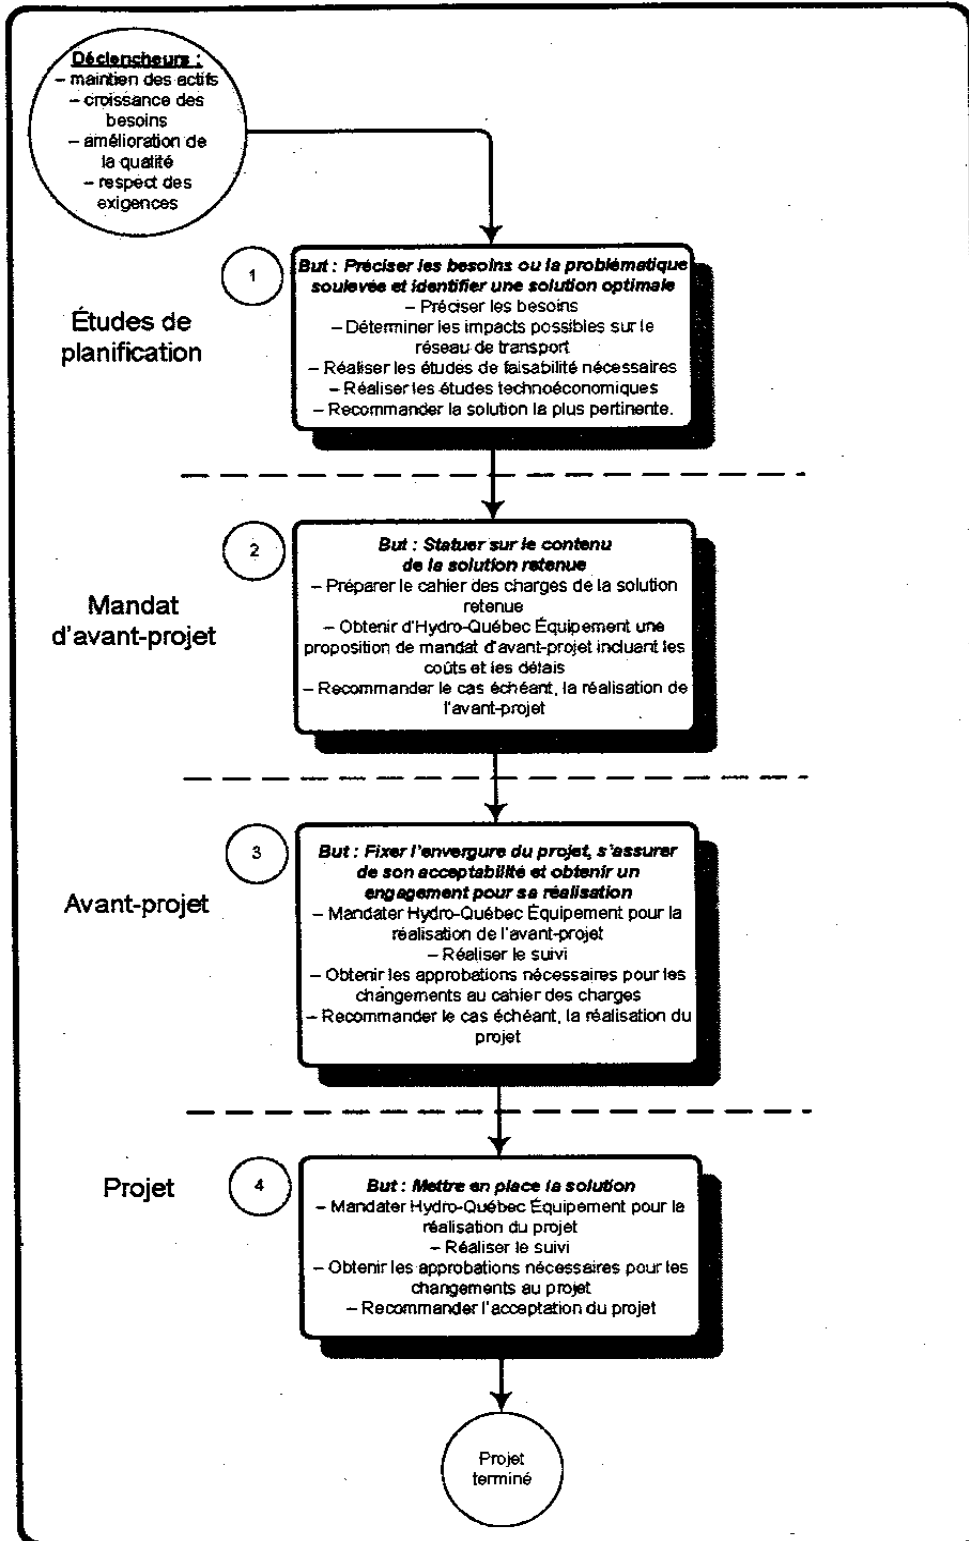 Déclencheurs :
– maintien des actifs
– croissance des
besoins
– amélioration de
la qualité
– respect des
exigences
1
Études de
planification
But : Préciser les besoins ou la problématique
soulevée et identifier une solution optimale
– Préciser les besoins
– Déterminer les impacts possibles sur le
réseau de transport
– Réaliser les études de faisabilité nécessaires
– Réaliser les études technoéconomiques
– Recommander la solution la plus pertinente.
2
Mandat
d'avant-projet
But : Statuer sur le contenu
de la solution retenue
– Préparer le cahier des charges de la solution
retenue
– Obtenir d'Hydro-Québec Équipement une
proposition de mandat d'avant-projet incluant les
coûts et les délais
– Recommander le cas échéant, la réalisation de
l'avant-projet
3
Avant-projet
But : Fixer l'envergure du projet, s'assurer
de son acceptabilité et obtenir un
engagement pour sa réalisation
– Mandater Hydro-Québec Équipement pour la
réalisation de l'avant-projet
– Réaliser le suivi
– Obtenir les approbations nécessaires pour les
changements au cahier des charges
– Recommander le cas échéant, la réalisation du
projet
4
Projet
But : Mettre en place la solution
– Mandater Hydro-Québec Équipement pour la
réalisation du projet
– Réaliser le suivi
– Obtenir les approbations nécessaires pour les
changements au projet
– Recommander l'acceptation du projet
Projet
terminé